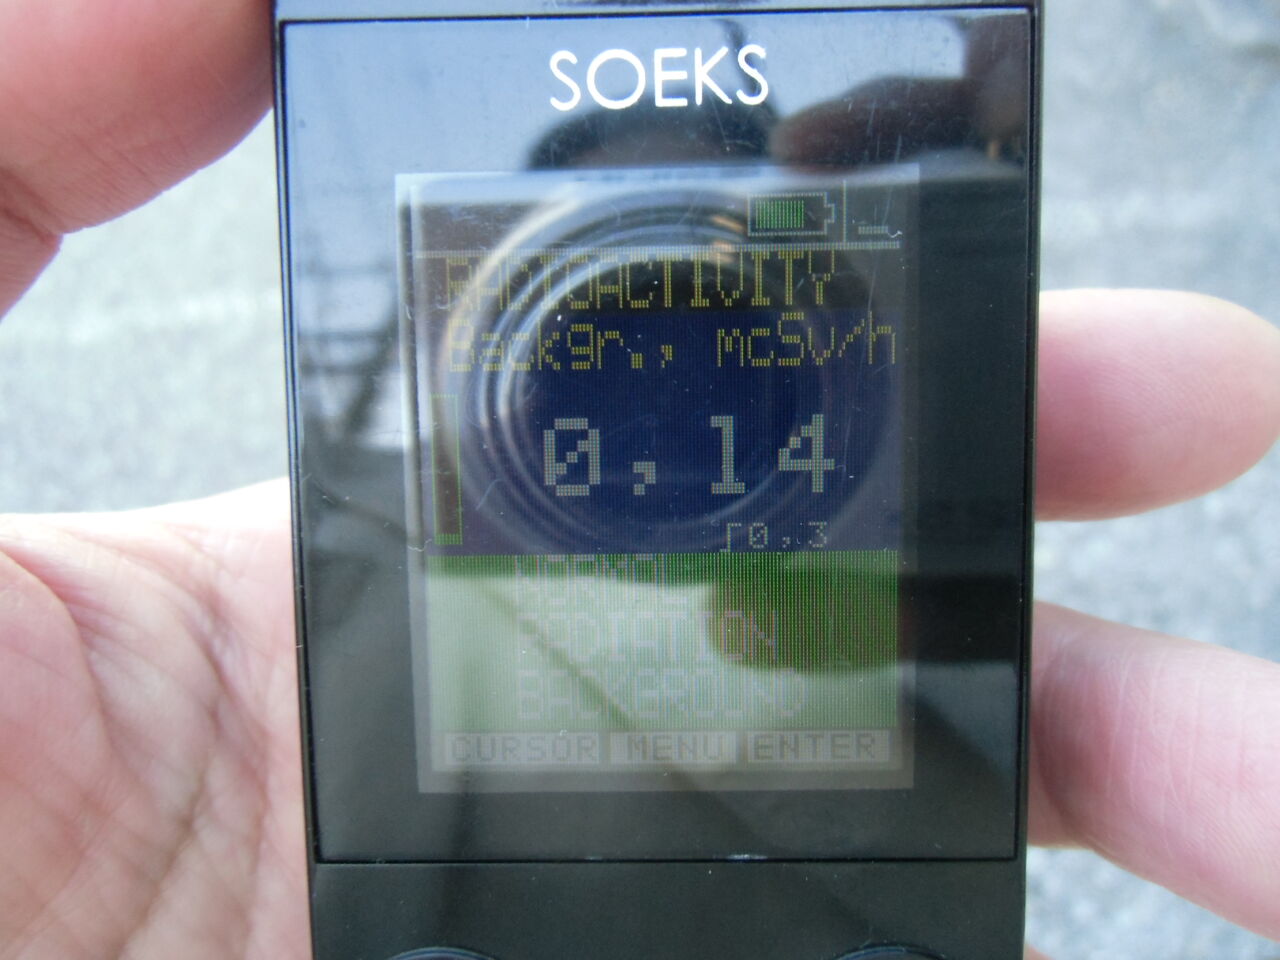 SOEKS
RADIOACTIVITY
Backgr., mcSv/h
0,14
⌠0,3
NORMAL
RADIATION
BACKGROUND
CURSOR MENU ENTER